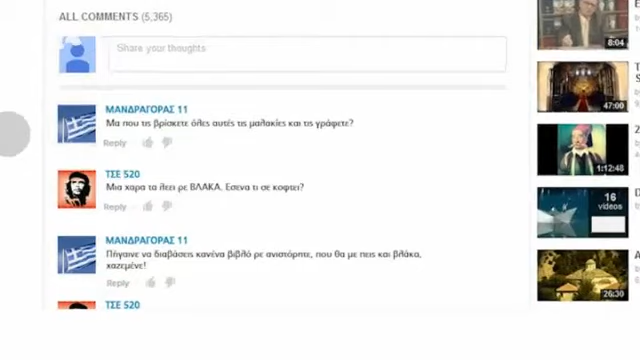 ALL COMMENTS (5,365)
Share your thoughts
ΜΑΝΔΡΑΓΟΡΑΣ 11
Μα που τις βρίσκετε όλες αυτές τις μαλακίες και τις γράφετε?
Reply
ΤΣΕ 520
Μια χαρα τα λεει ρε ΒΛΑΚΑ. Εσενα τι σε κοφτει?
Reply
ΜΑΝΔΡΑΓΟΡΑΣ 11
Πήγαινε να διαβάσεις κανένα βιβλό ρε ανιστόρητε, που θα με πεις και βλάκα,
χαζεμένε!
Reply
ΤΣΕ 520
8:04
47:00
1:12:48
16
videos
26:30